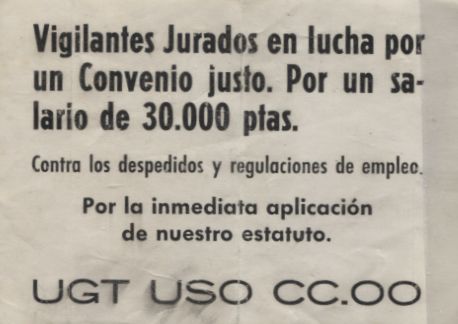 Vigilantes Jurados en lucha por
un Convenio justo. Por un sa-
lario de 30.000 ptas.
Contra los despedidos y regulaciones de empleo.
Por la inmediata aplicación
de nuestro estatuto.
UGT USO CC.OO